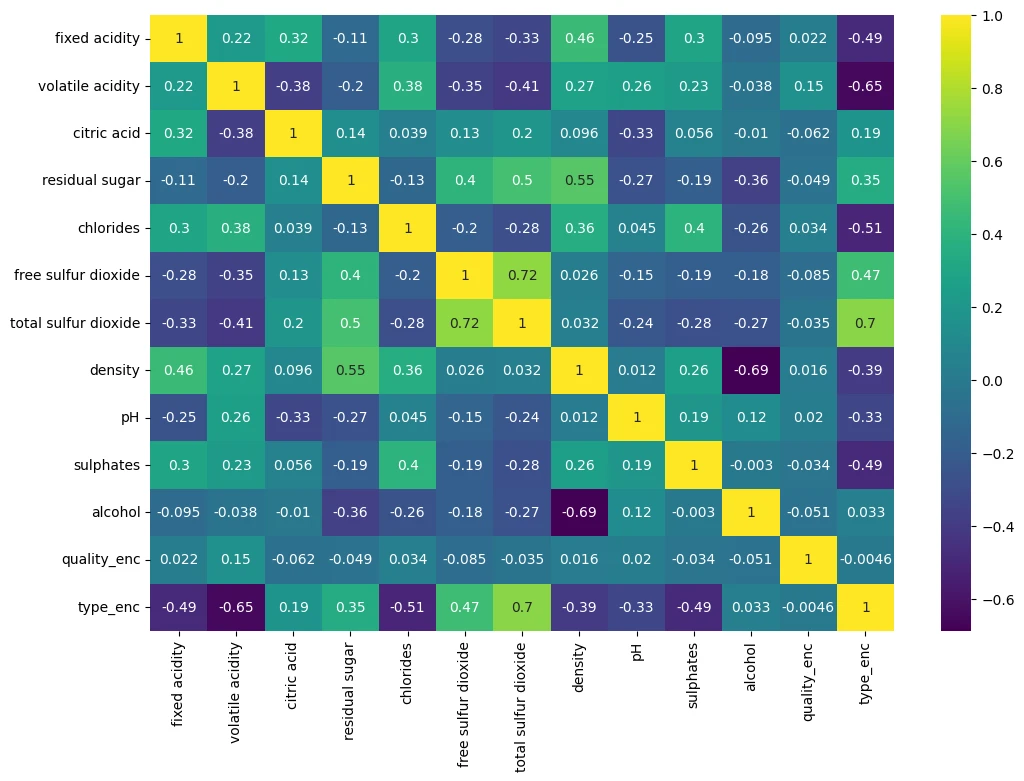 fixed acidity 1 0.22 0.32 -0.11 0.3 -0.28 -0.33 0.46 -0.25 0.3 -0.095 0.022 -0.49
volatile acidity 0.22 1 -0.38 -0.2 0.38 -0.35 -0.41 0.27 0.26 0.23 -0.038 0.15 -0.65
citric acid 0.32 -0.38 1 0.14 0.039 0.13 0.2 0.096 -0.33 0.056 -0.01 -0.062 0.19
residual sugar -0.11 -0.2 0.14 1 -0.13 0.4 0.5 0.55 -0.27 -0.19 -0.36 -0.049 0.35
chlorides 0.3 0.38 0.039 -0.13 1 -0.2 -0.28 0.36 0.045 0.4 -0.26 0.034 -0.51
free sulfur dioxide -0.28 -0.35 0.13 0.4 -0.2 1 0.72 0.026 -0.15 -0.19 -0.18 -0.085 0.47
total sulfur dioxide -0.33 -0.41 0.2 0.5 -0.28 0.72 1 0.032 -0.24 -0.28 -0.27 -0.035 0.7
density 0.46 0.27 0.096 0.55 0.36 0.026 0.032 1 0.012 0.26 -0.69 0.016 -0.39
pH -0.25 0.26 -0.33 -0.27 0.045 -0.15 -0.24 0.012 1 0.19 0.12 0.02 -0.33
sulphates 0.3 0.23 0.056 -0.19 0.4 -0.19 -0.28 0.26 0.19 1 -0.003 -0.034 -0.49
alcohol -0.095 -0.038 -0.01 -0.36 -0.26 -0.18 -0.27 -0.69 0.12 -0.003 1 -0.051 0.033
quality_enc 0.022 0.15 -0.062 -0.049 0.034 -0.085 -0.035 0.016 0.02 -0.034 -0.051 1 -0.0046
type_enc -0.49 -0.65 0.19 0.35 -0.51 0.47 0.7 -0.39 -0.33 -0.49 0.033 -0.0046 1
fixed acidity
volatile acidity
citric acid
residual sugar
chlorides
free sulfur dioxide
total sulfur dioxide
density
pH
sulphates
alcohol
quality_enc
type_enc
1.0
0.8
0.6
0.4
0.2
0.0
−0.2
−0.4
−0.6